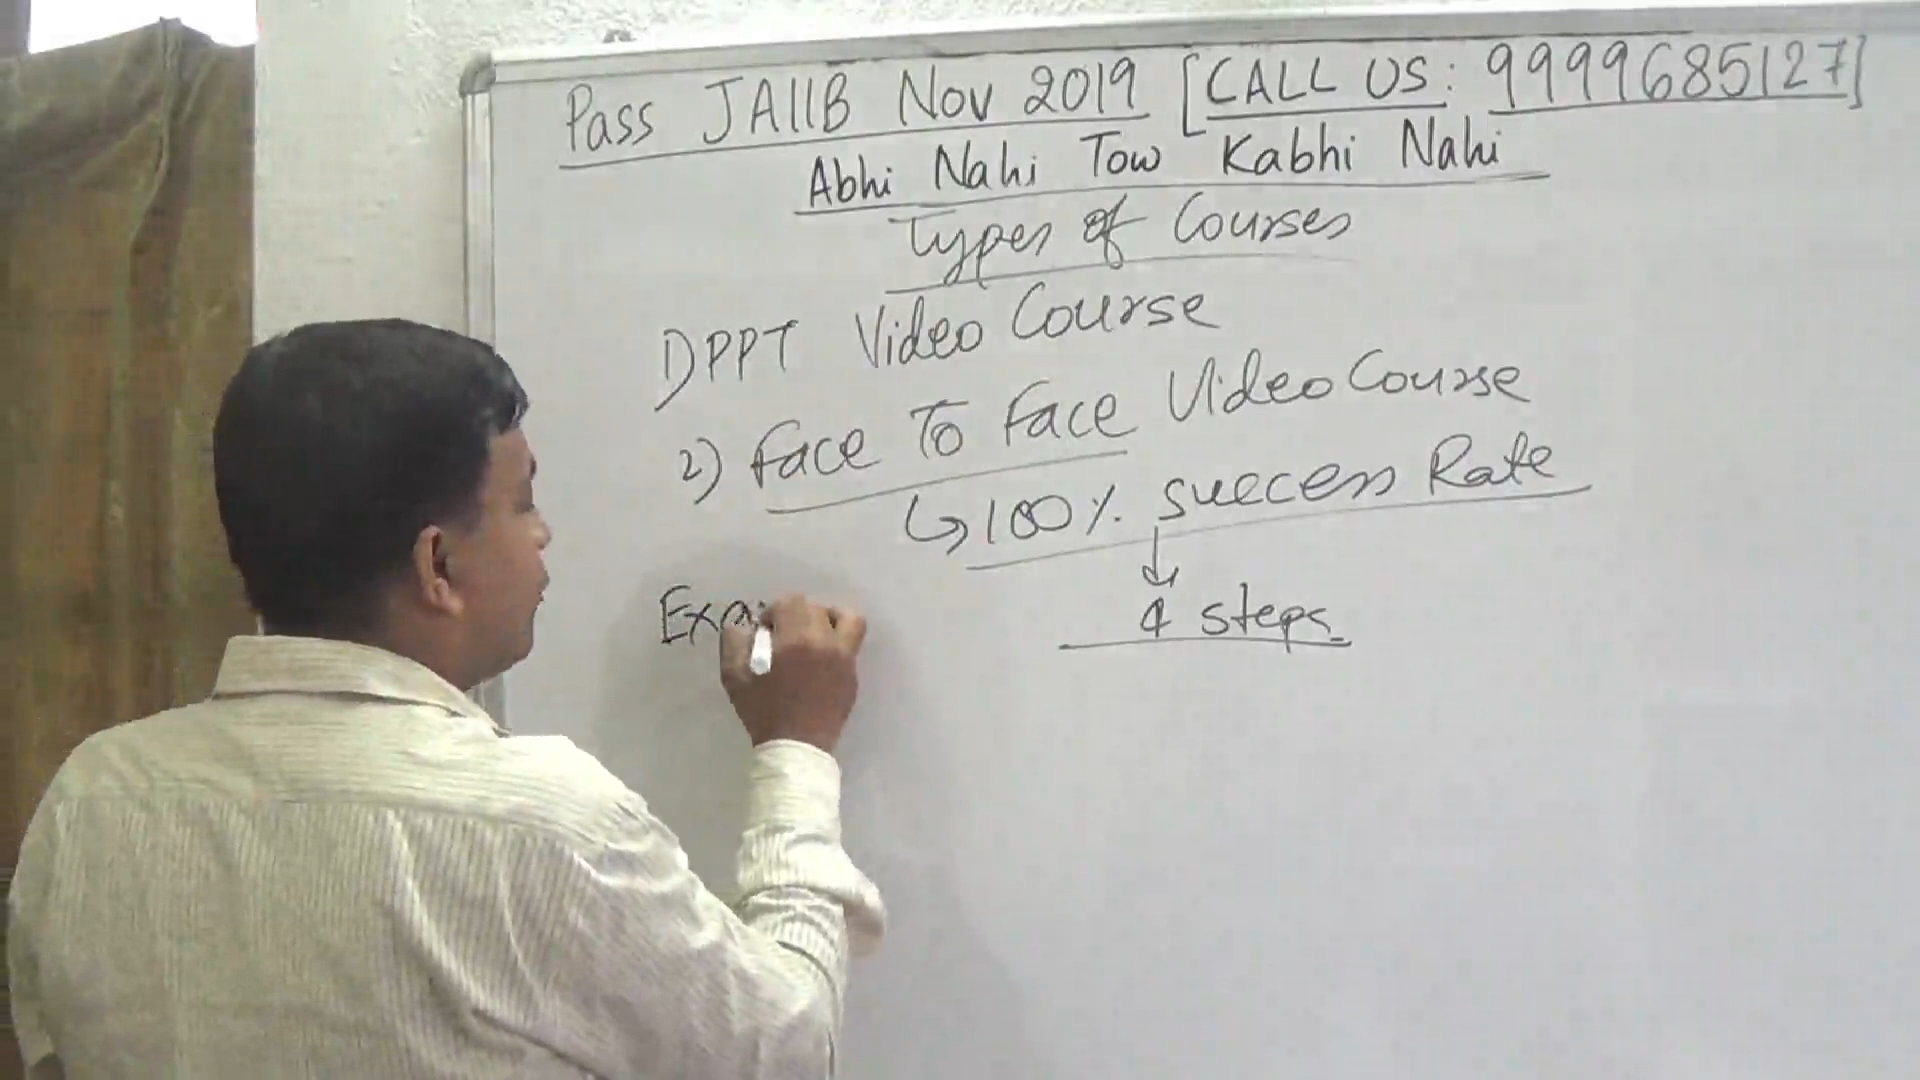 Pass JAIIB Nov 2019 [CALL US: 9999685127]
Abhi Nahi Tow Kabhi Nahi
Types of Courses
1) PPT Video Course
2) Face To Face Video Course
↳ 100% success Rate
↓
4 steps
Exa